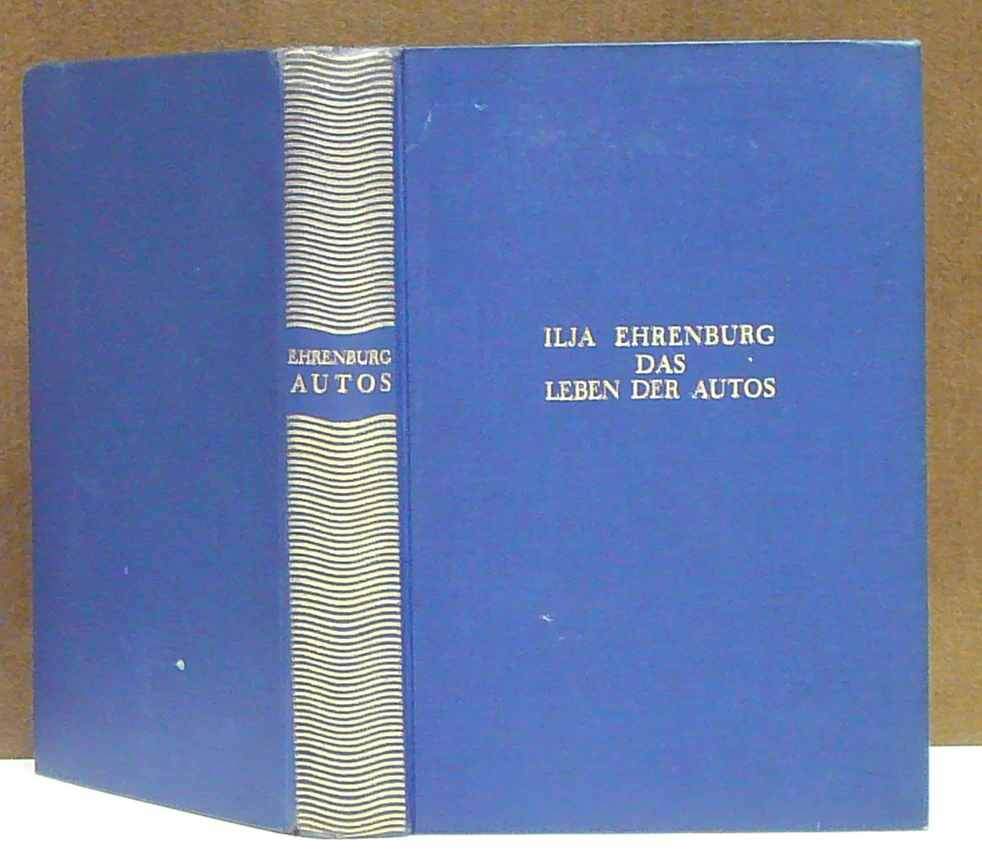 EHRENBURG
AUTOS
ILJA EHRENBURG
DAS
LEBEN DER AUTOS